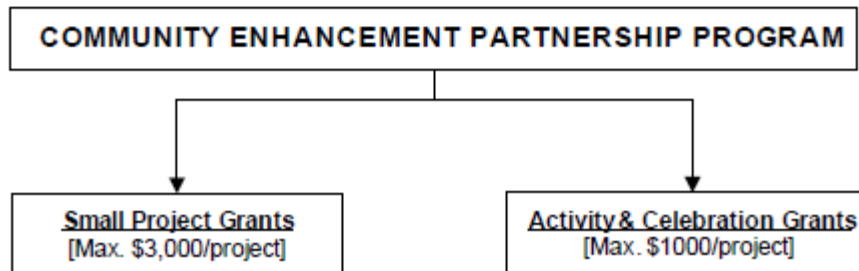 COMMUNITY ENHANCEMENT PARTNERSHIP PROGRAM
Small Project Grants
[Max. $3,000/project]
Activity & Celebration Grants
[Max. $1000/project]